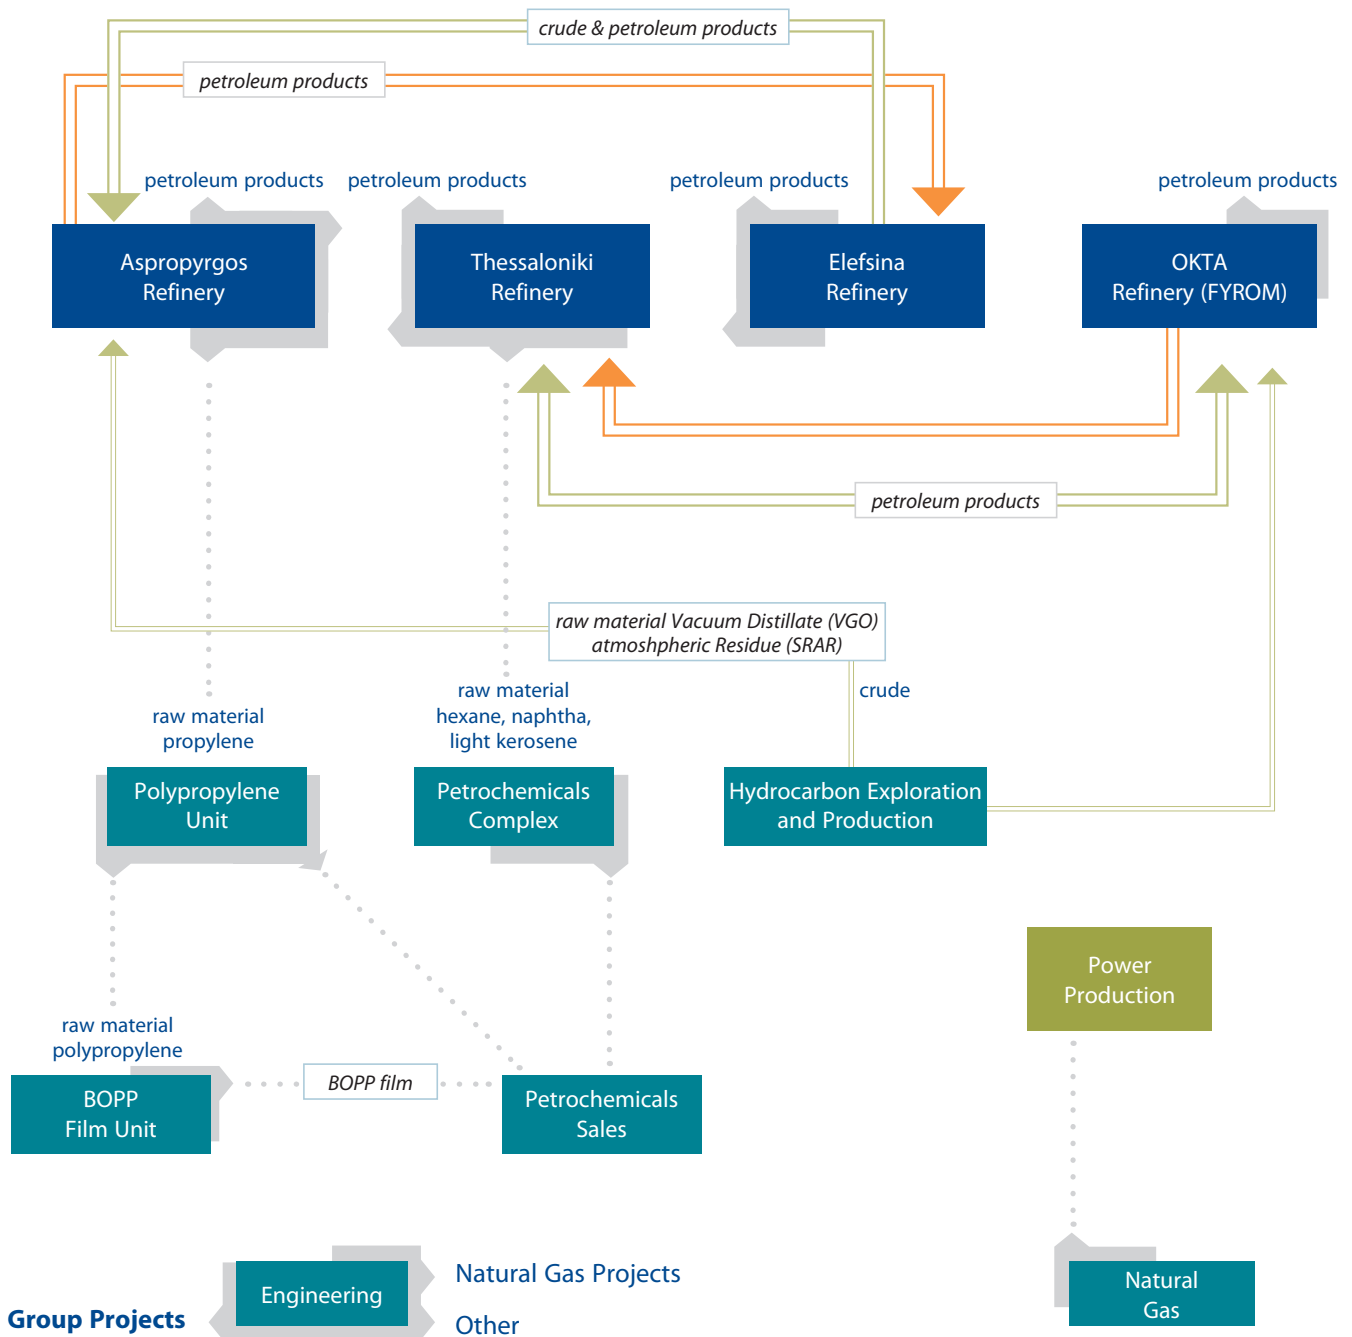 crude & petroleum products
petroleum products
petroleum products
petroleum products
petroleum products
petroleum products
Aspropyrgos
Refinery
Thessaloniki
Refinery
Elefsina
Refinery
OKTA
Refinery (FYROM)
petroleum products
raw material Vacuum Distillate (VGO)
atmoshpheric Residue (SRAR)
crude
raw material
propylene
raw material
hexane, naphtha,
light kerosene
Polypropylene
Unit
Petrochemicals
Complex
Hydrocarbon Exploration
and Production
Power
Production
raw material
polypropylene
BOPP
Film Unit
BOPP film
Petrochemicals
Sales
Group Projects
Engineering
Natural Gas Projects
Other
Natural
Gas